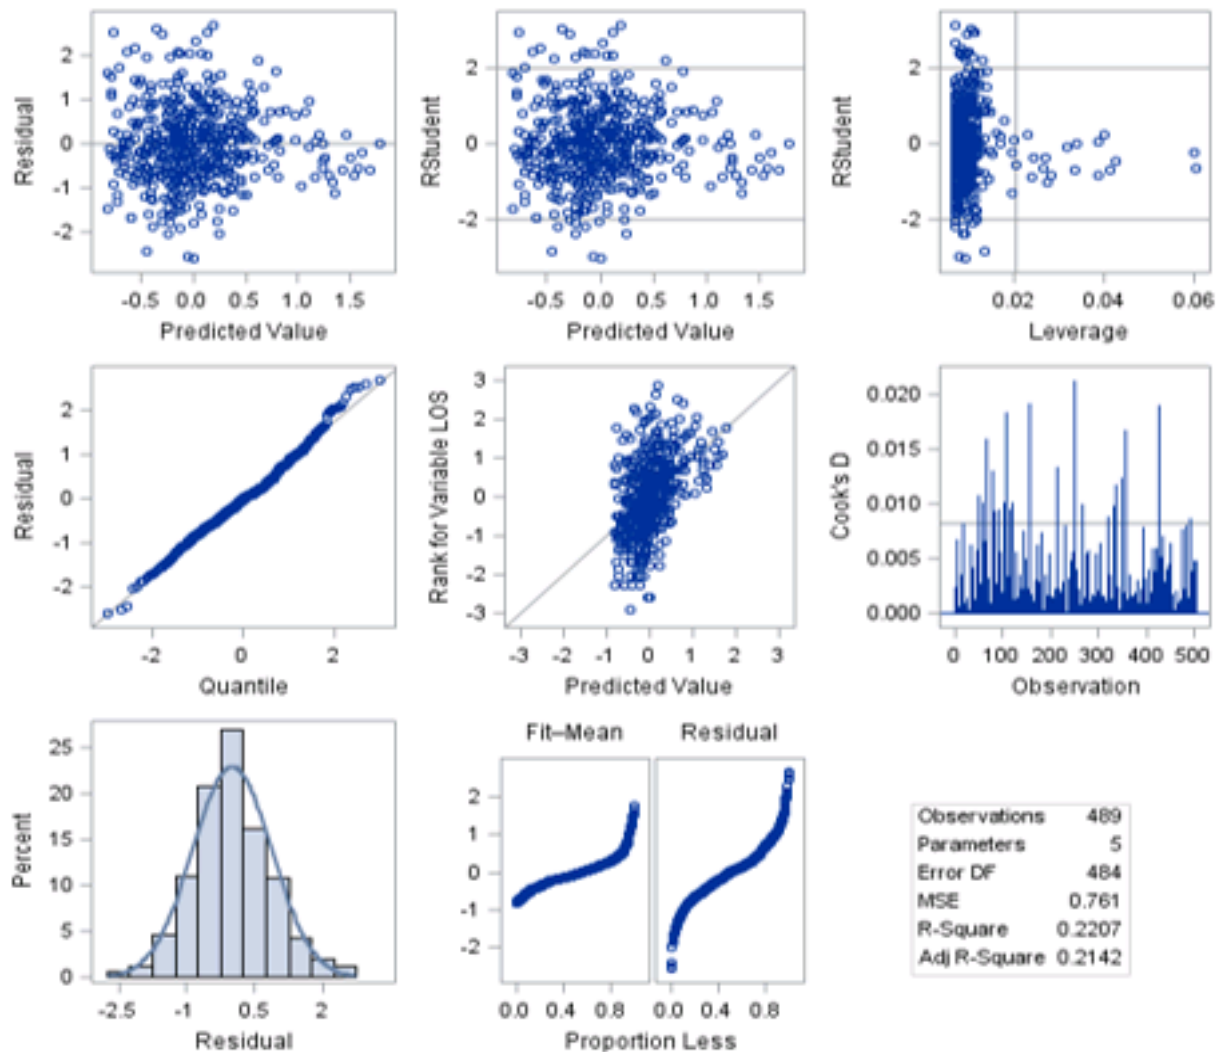 Residual
2
1
0
-1
-2
-0.5 0.0 0.5 1.0 1.5
Predicted Value
RStudent
2
0
-2
-0.5 0.0 0.5 1.0 1.5
Predicted Value
RStudent
2
0
-2
0.02 0.04 0.06
Leverage
Residual
2
1
0
-1
-2
-2 0 2
Quantile
Rank for Variable LOS
3
2
1
0
-1
-2
-3
-3 -2 -1 0 1 2 3
Predicted Value
Cook's D
0.020
0.015
0.010
0.005
0.000
0 100 200 300 400 500
Observation
Percent
25
20
15
10
5
0
-2.5 -1 0.5 2
Residual
Fit–Mean Residual
2
1
0
-1
-2
0.0 0.4 0.8 0.0 0.4 0.8
Proportion Less
Observations 489
Parameters 5
Error DF 484
MSE 0.761
R-Square 0.2207
Adj R-Square 0.2142